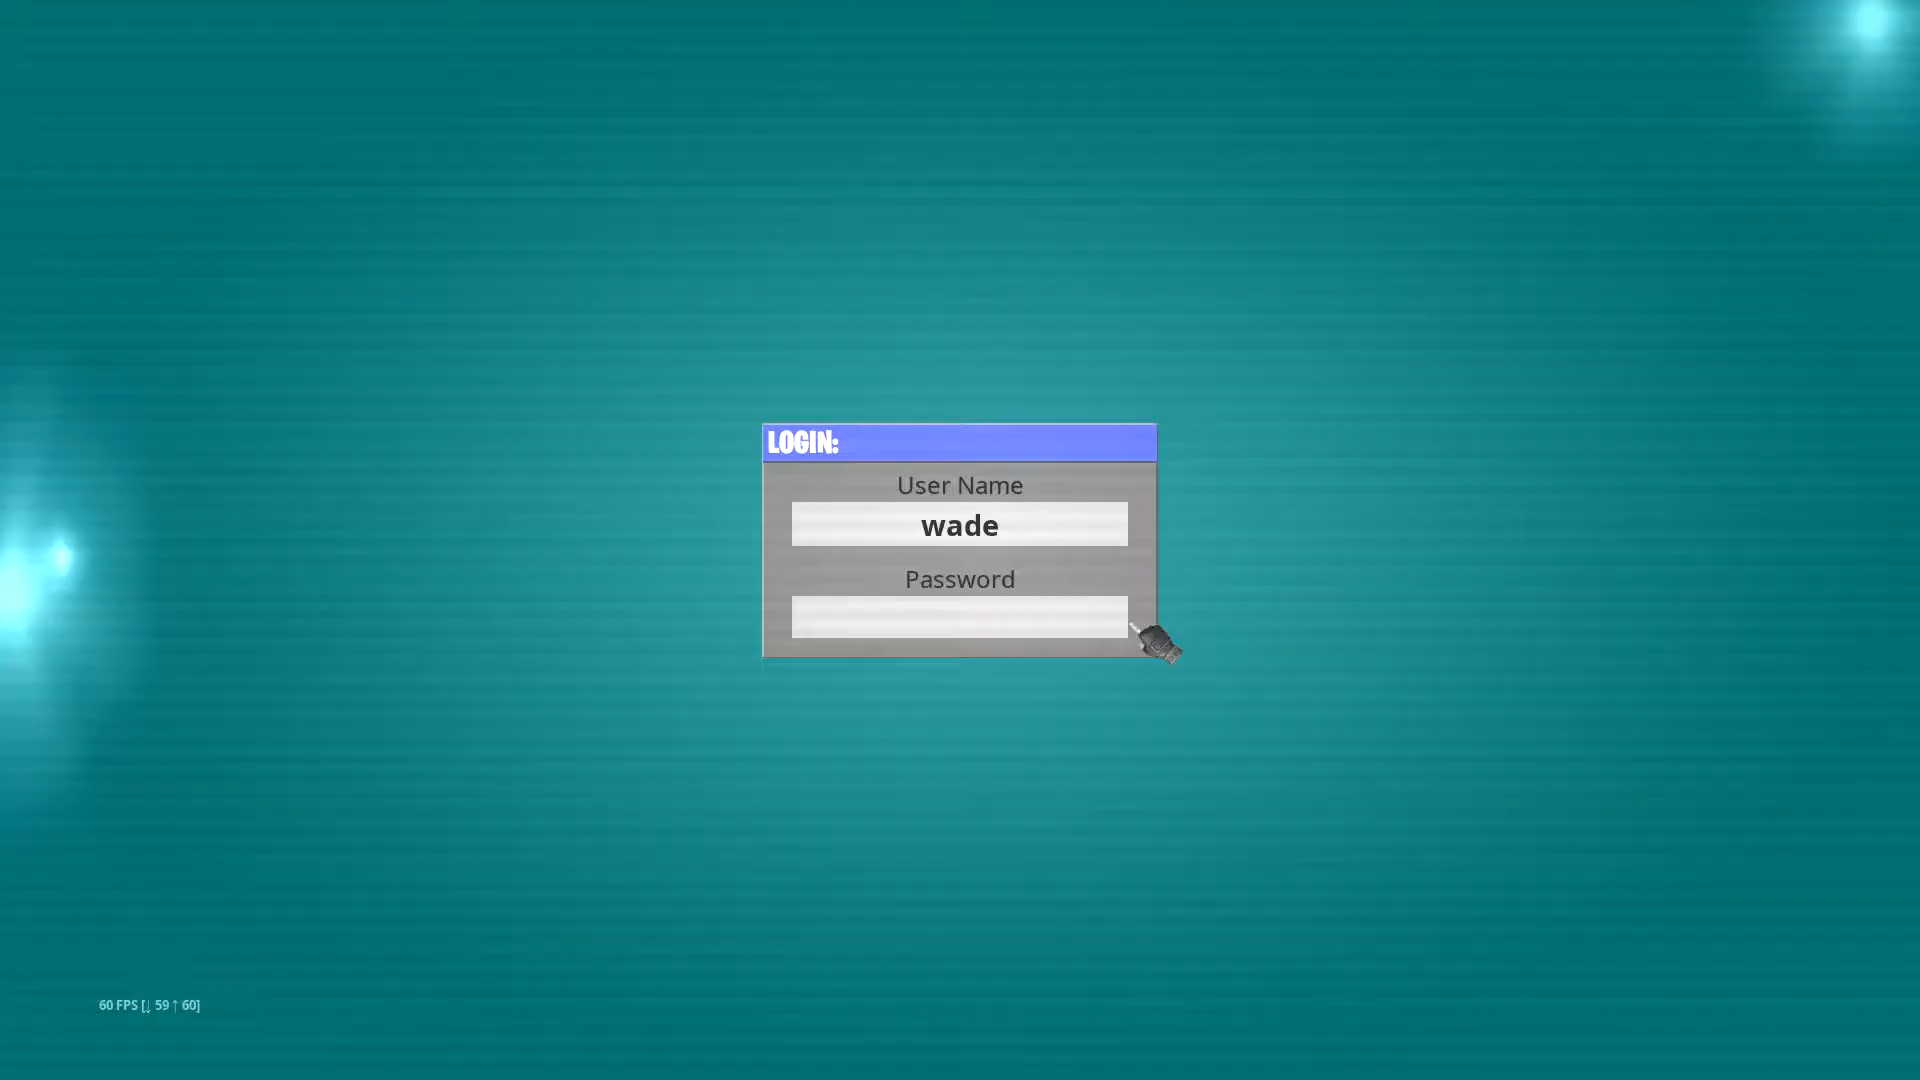 LOGIN:
User Name
wade
Password
60 FPS [↓ 59 ↑ 60]